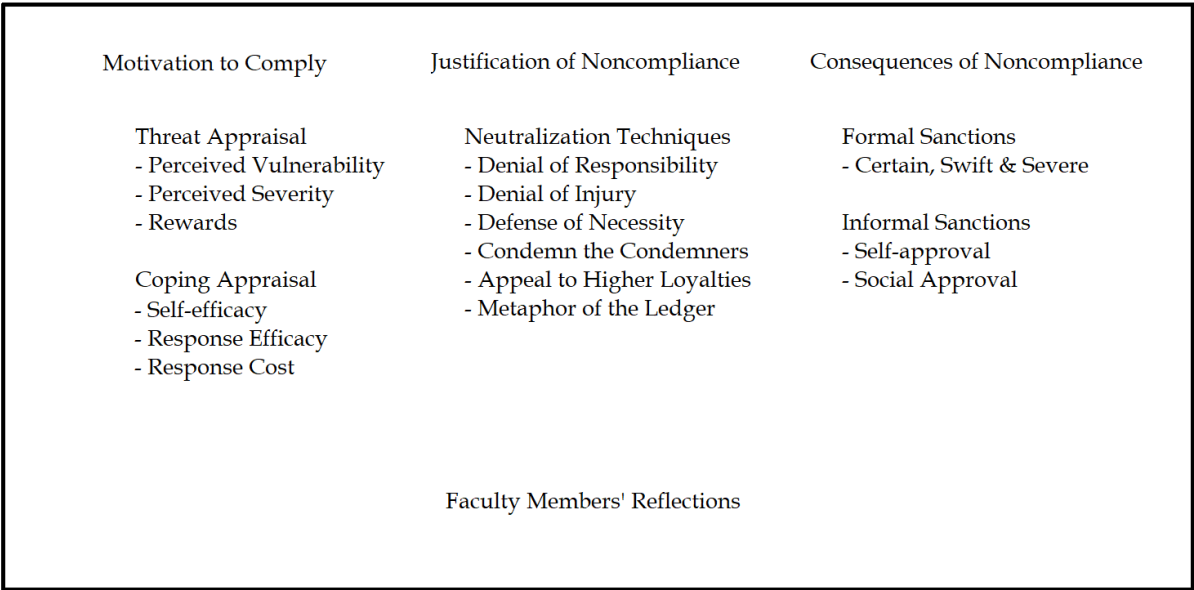 Motivation to Comply
Threat Appraisal
- Perceived Vulnerability
- Perceived Severity
- Rewards
Coping Appraisal
- Self-efficacy
- Response Efficacy
- Response Cost
Justification of Noncompliance
Neutralization Techniques
- Denial of Responsibility
- Denial of Injury
- Defense of Necessity
- Condemn the Condemners
- Appeal to Higher Loyalties
- Metaphor of the Ledger
Consequences of Noncompliance
Formal Sanctions
- Certain, Swift & Severe
Informal Sanctions
- Self-approval
- Social Approval
Faculty Members' Reflections